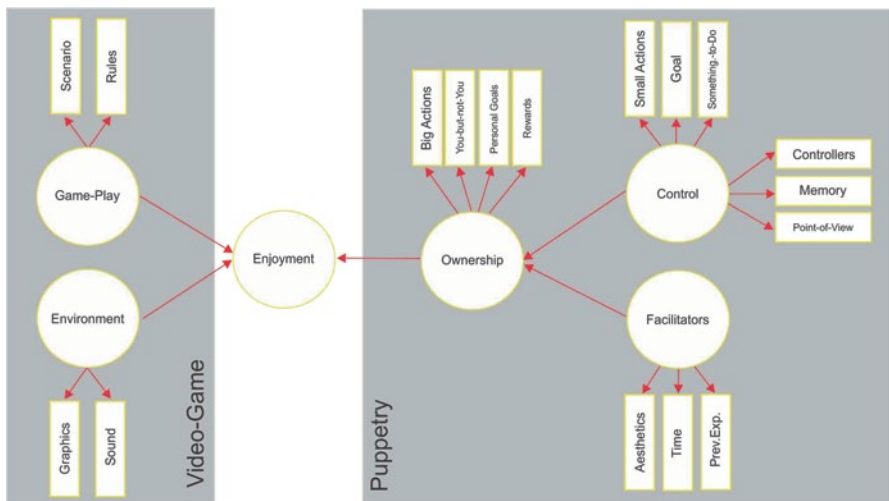 Scenario
Rules
Game-Play
Environment
Graphics
Sound
Video-Game
Enjoyment
Big Actions
You-but-not-You
Personal Goals
Rewards
Ownership
Small Actions
Goal
Something.-to-Do
Control
Controllers
Memory
Point-of-View
Facilitators
Aesthetics
Time
Prev.Exp.
Puppetry